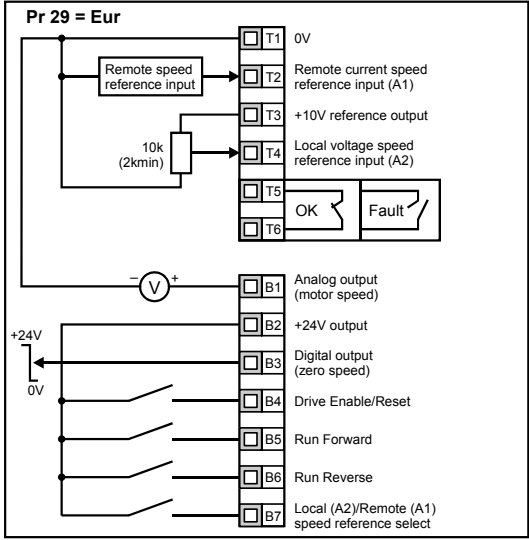 Pr 29 = Eur
T1 0V
Remote speed
reference input
T2 Remote current speed
reference input (A1)
T3 +10V reference output
10k
(2kmin)
T4 Local voltage speed
reference input (A2)
T5
OK
Fault
T6
– V +
B1 Analog output
(motor speed)
B2 +24V output
+24V
0V
B3 Digital output
(zero speed)
B4 Drive Enable/Reset
B5 Run Forward
B6 Run Reverse
B7 Local (A2)/Remote (A1)
speed reference select